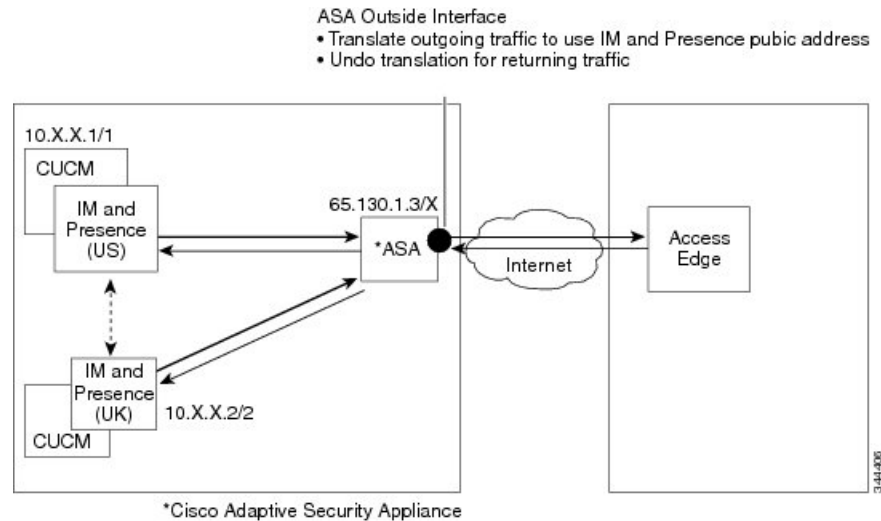 ASA Outside Interface
• Translate outgoing traffic to use IM and Presence pubic address
• Undo translation for returning traffic
10.X.X.1/1
CUCM
IM and
Presence
(US)
65.130.1.3/X
*ASA
Internet
Access
Edge
IM and
Presence
(UK)
10.X.X.2/2
CUCM
*Cisco Adaptive Security Appliance
344406